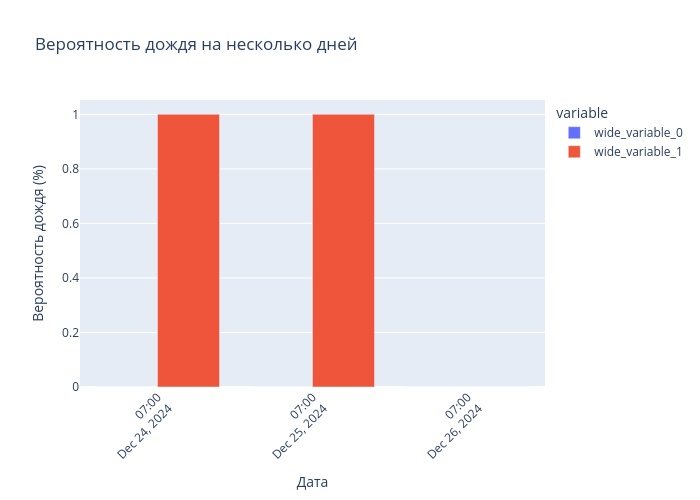 Вероятность дождя на несколько дней
variable
wide_variable_0
wide_variable_1
Вероятность дождя (%)
1
0.8
0.6
0.4
0.2
0
07:00
Dec 24, 2024
07:00
Dec 25, 2024
07:00
Dec 26, 2024
Дата